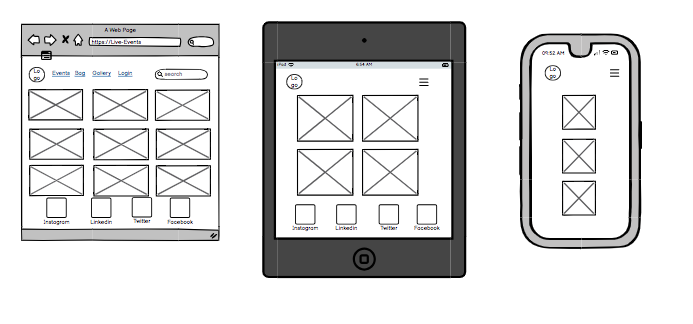 A Web Page
https://Live-Events
Lo
go
Events Bog Gallery Login
search
Instagram Linkedin Twitter Facebook
iPad
6:54 AM
Lo
go
Instagram Linkedin Twitter Facebook
09:52 AM
Lo
go